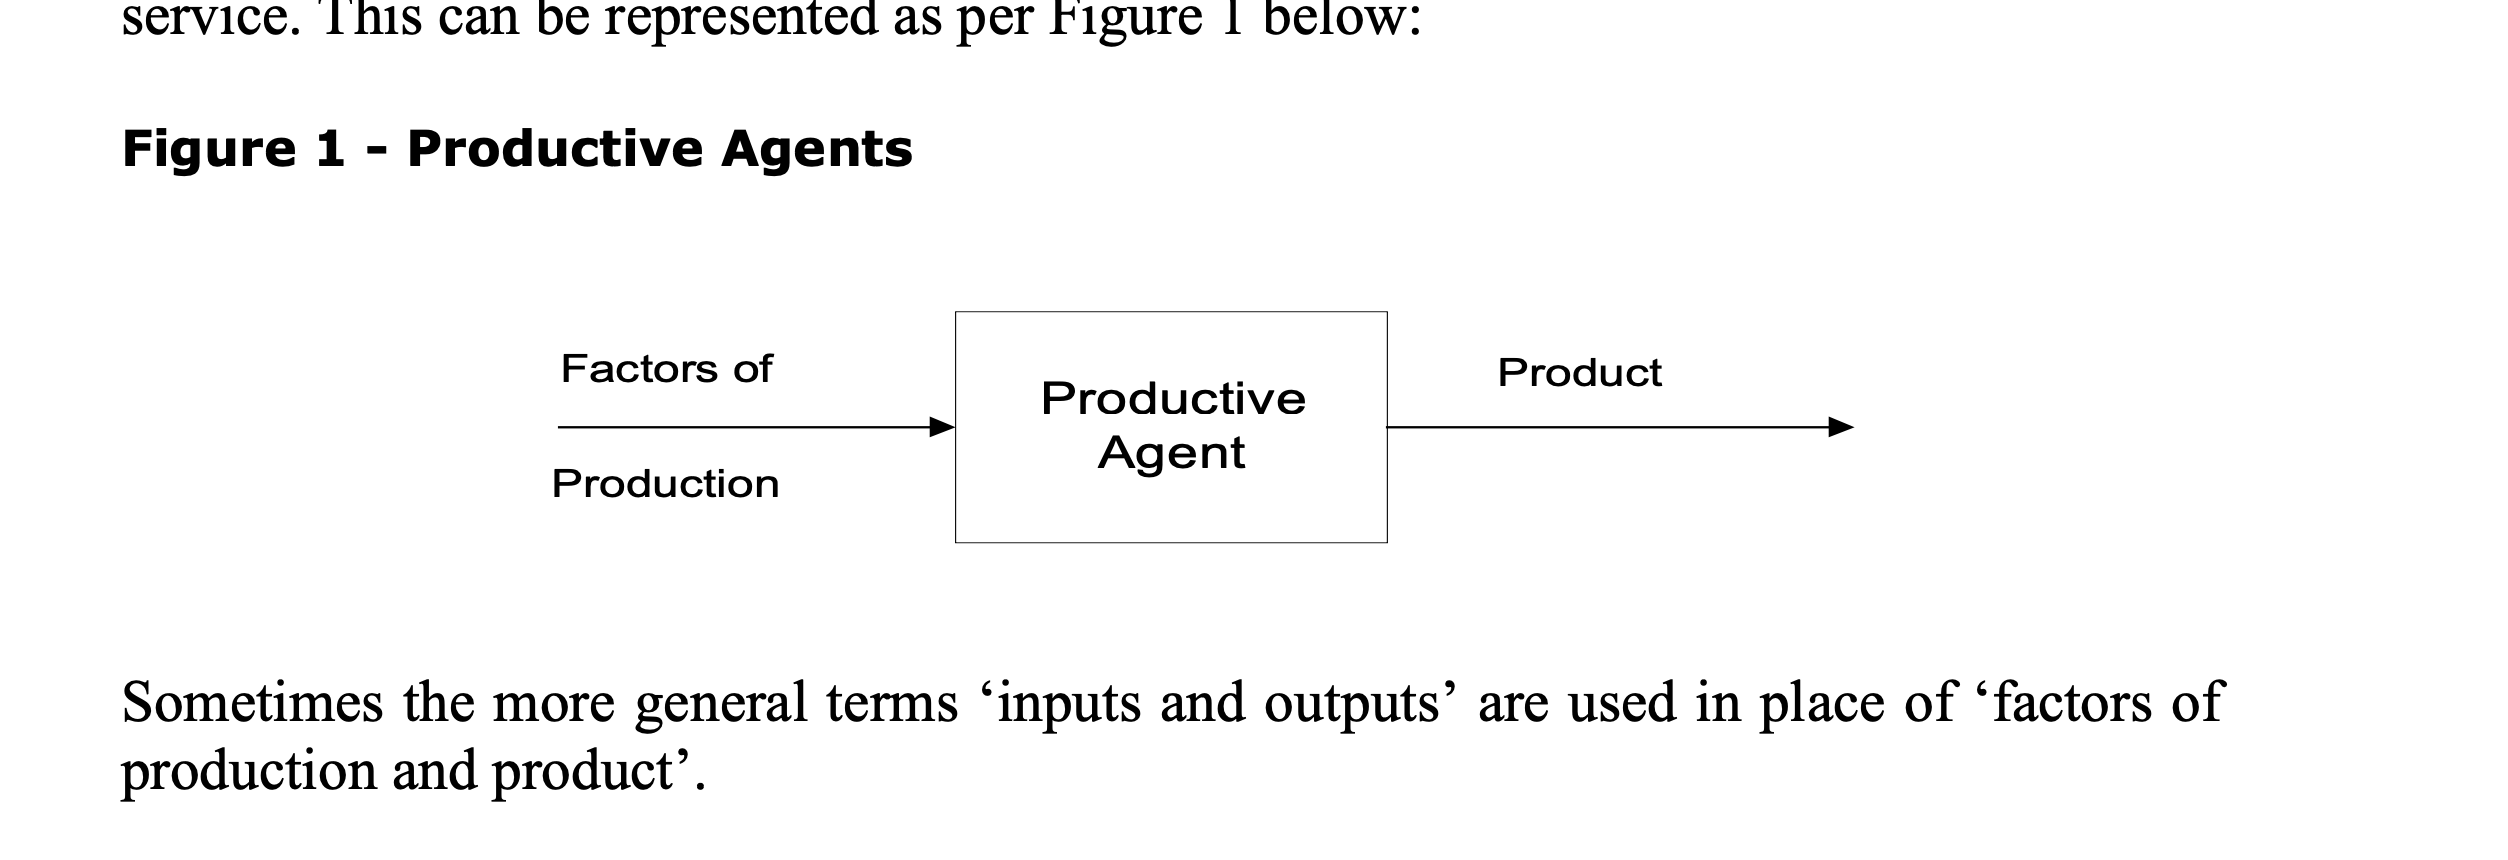 service. This can be represented as per Figure 1 below:
Figure 1 - Productive Agents
Factors of
Production
Productive
Agent
Product
Sometimes the more general terms ‘inputs and outputs’ are used in place of ‘factors of
production and product’.